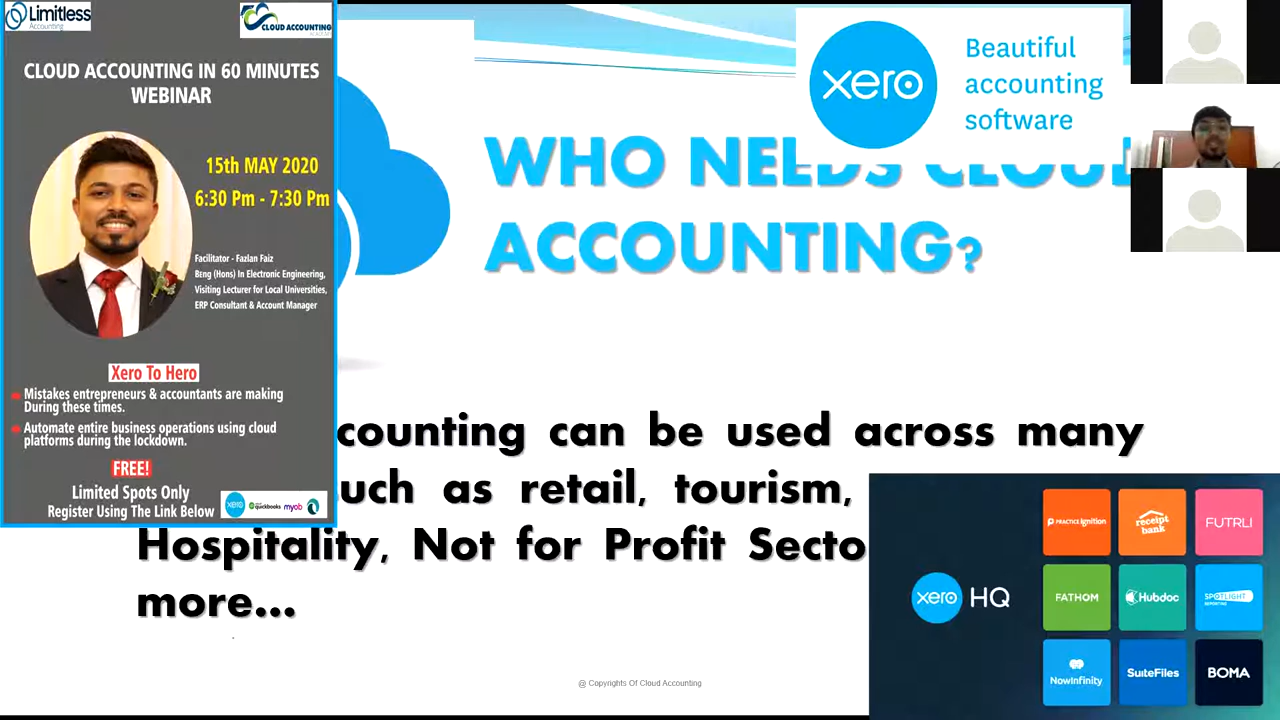 Limitless
Accounting
CLOUD ACCOUNTING
CLOUD ACCOUNTING IN 60 MINUTES
WEBINAR
15th MAY 2020
6:30 Pm - 7:30 Pm
Facilitator - Fazlan Faiz
Beng (Hons) In Electronic Engineering,
Visiting Lecturer for Local Universities,
ERP Consultant & Account Manager
Xero To Hero
Mistakes entrepreneurs & accountants are making
During these times.
Automate entire business operations using cloud
platforms during the lockdown.
FREE!
Limited Spots Only
Register Using The Link Below
xero
quickbooks
myob
xero
Beautiful
accounting
software
WHO NEEDS CLOUD
ACCOUNTING?
counting can be used across many
uch as retail, tourism,
Hospitality, Not for Profit Secto
more...
@ Copyrights Of Cloud Accounting
xero HQ
PRACTICE IGNITION
receipt
bank
FUTRLI
FATHOM
Hubdoc
SPOTLIGHT
REPORTING
NowInfinity
SuiteFiles
BOMA